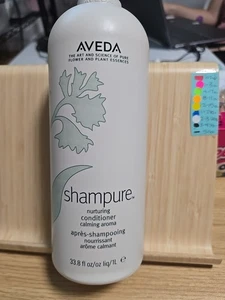 AVEDA
THE ART AND SCIENCE OF PURE
FLOWER AND PLANT ESSENCES
shampure™
nurturing
conditioner
calming aroma
après-shampooing
nourrissant
arôme calmant
33.8 fl oz/oz liq/1L ℮